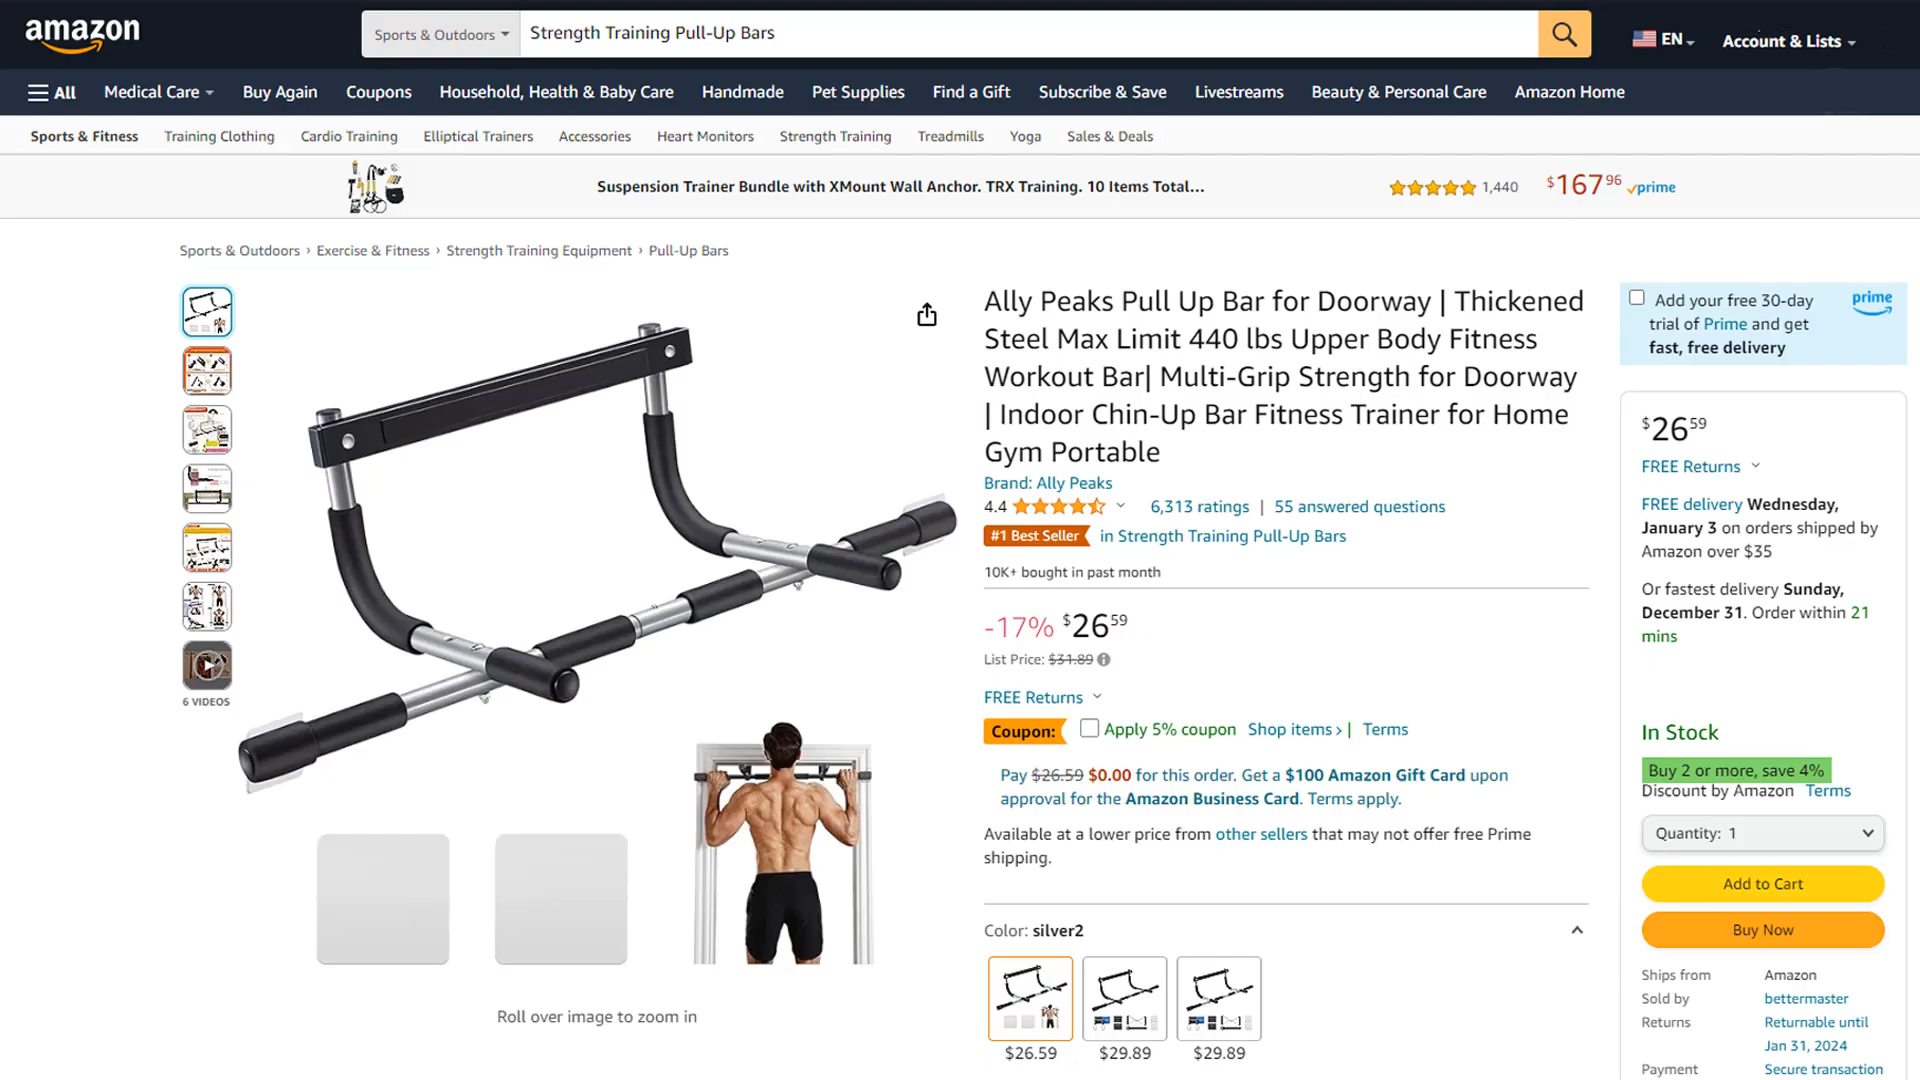 amazon
Sports & Outdoors
Strength Training Pull-Up Bars
EN
Account & Lists
All
Medical Care
Buy Again
Coupons
Household, Health & Baby Care
Handmade
Pet Supplies
Find a Gift
Subscribe & Save
Livestreams
Beauty & Personal Care
Amazon Home
Sports & Fitness
Training Clothing
Cardio Training
Elliptical Trainers
Accessories
Heart Monitors
Strength Training
Treadmills
Yoga
Sales & Deals
Suspension Trainer Bundle with XMount Wall Anchor. TRX Training. 10 Items Total...
1,440
$167 96
prime
Sports & Outdoors › Exercise & Fitness › Strength Training Equipment › Pull-Up Bars
6 VIDEOS
Roll over image to zoom in
Ally Peaks Pull Up Bar for Doorway | Thickened
Steel Max Limit 440 lbs Upper Body Fitness
Workout Bar| Multi-Grip Strength for Doorway
| Indoor Chin-Up Bar Fitness Trainer for Home
Gym Portable
Brand: Ally Peaks
4.4
6,313 ratings | 55 answered questions
#1 Best Seller in Strength Training Pull-Up Bars
10K+ bought in past month
-17% $26 59
List Price: $31.89
FREE Returns
Coupon: Apply 5% coupon Shop items › | Terms
Pay $26.59 $0.00 for this order. Get a $100 Amazon Gift Card upon
approval for the Amazon Business Card. Terms apply.
Available at a lower price from other sellers that may not offer free Prime
shipping.
Color: silver2
$26.59
$29.89
$29.89
Add your free 30-day
trial of Prime and get
fast, free delivery
prime
$26 59
FREE Returns
FREE delivery Wednesday,
January 3 on orders shipped by
Amazon over $35
Or fastest delivery Sunday,
December 31. Order within 21
mins
In Stock
Buy 2 or more, save 4%
Discount by Amazon Terms
Quantity: 1
Add to Cart
Buy Now
Ships from Amazon
Sold by bettermaster
Returns Returnable until
Jan 31, 2024
Payment Secure transaction